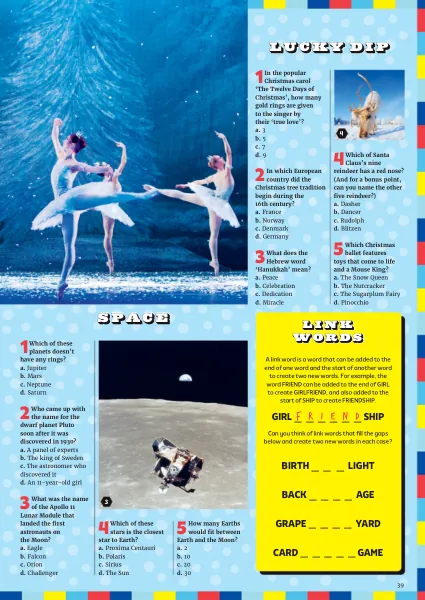 LUCKY DIP
1 In the popular
Christmas carol
'The Twelve Days of
Christmas', how many
gold rings are given
to the singer by
their 'true love'?
a. 3
b. 5
c. 7
d. 9
2 In which European
country did the
Christmas tree tradition
begin during the
16th century?
a. France
b. Norway
c. Denmark
d. Germany
3 What does the
Hebrew word
'Hanukkah' mean?
a. Peace
b. Celebration
c. Dedication
d. Miracle
4
4 Which of Santa
Claus's nine
reindeer has a red nose?
(And for a bonus point,
can you name the other
five reindeer?)
a. Dasher
b. Dancer
c. Rudolph
d. Blitzen
5 Which Christmas
ballet features
toys that come to life
and a Mouse King?
a. The Snow Queen
b. The Nutcracker
c. The Sugarplum Fairy
d. Pinocchio
SPACE
1 Which of these
planets doesn't
have any rings?
a. Jupiter
b. Mars
c. Neptune
d. Saturn
2 Who came up with
the name for the
dwarf planet Pluto
soon after it was
discovered in 1930?
a. A panel of experts
b. The king of Sweden
c. The astronomer who
discovered it
d. An 11-year-old girl
3 What was the name
of the Apollo 11
Lunar Module that
landed the first
astronauts on
the Moon?
a. Eagle
b. Falcon
c. Orion
d. Challenger
3
4 Which of these
stars is the closest
star to Earth?
a. Proxima Centauri
b. Polaris
c. Sirius
d. The Sun
5 How many Earths
would fit between
Earth and the Moon?
a. 2
b. 10
c. 20
d. 30
LINK
WORDS
A link word is a word that can be added to the
end of one word and the start of another word
to create two new words. For example, the
word FRIEND can be added to the end of GIRL
to create GIRLFRIEND, and also added to the
start of SHIP to create FRIENDSHIP.
GIRL FRIEND SHIP
Can you think of link words that fill the gaps
below and create two new words in each case?
BIRTH _ _ _ LIGHT
BACK _ _ _ _ AGE
GRAPE _ _ _ _ YARD
CARD _ _ _ _ _ GAME
39